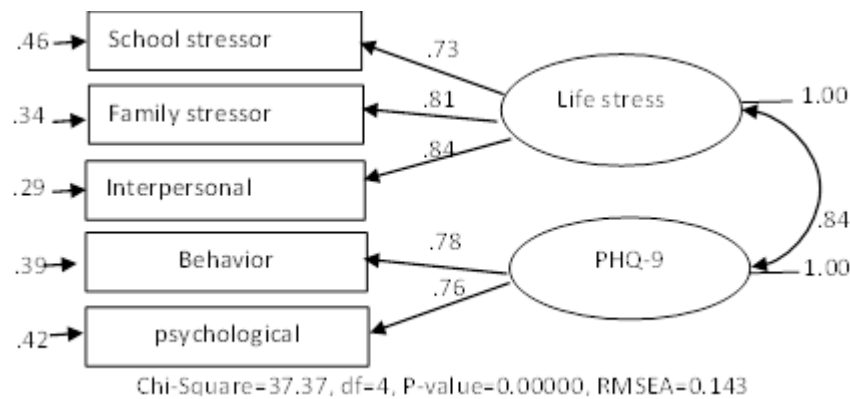 .46 School stressor .73
.34 Family stressor .81 Life stress 1.00
.29 Interpersonal .84
.84
.39 Behavior .78 PHQ-9 1.00
.42 psychological .76
Chi-Square=37.37, df=4, P-value=0.00000, RMSEA=0.143